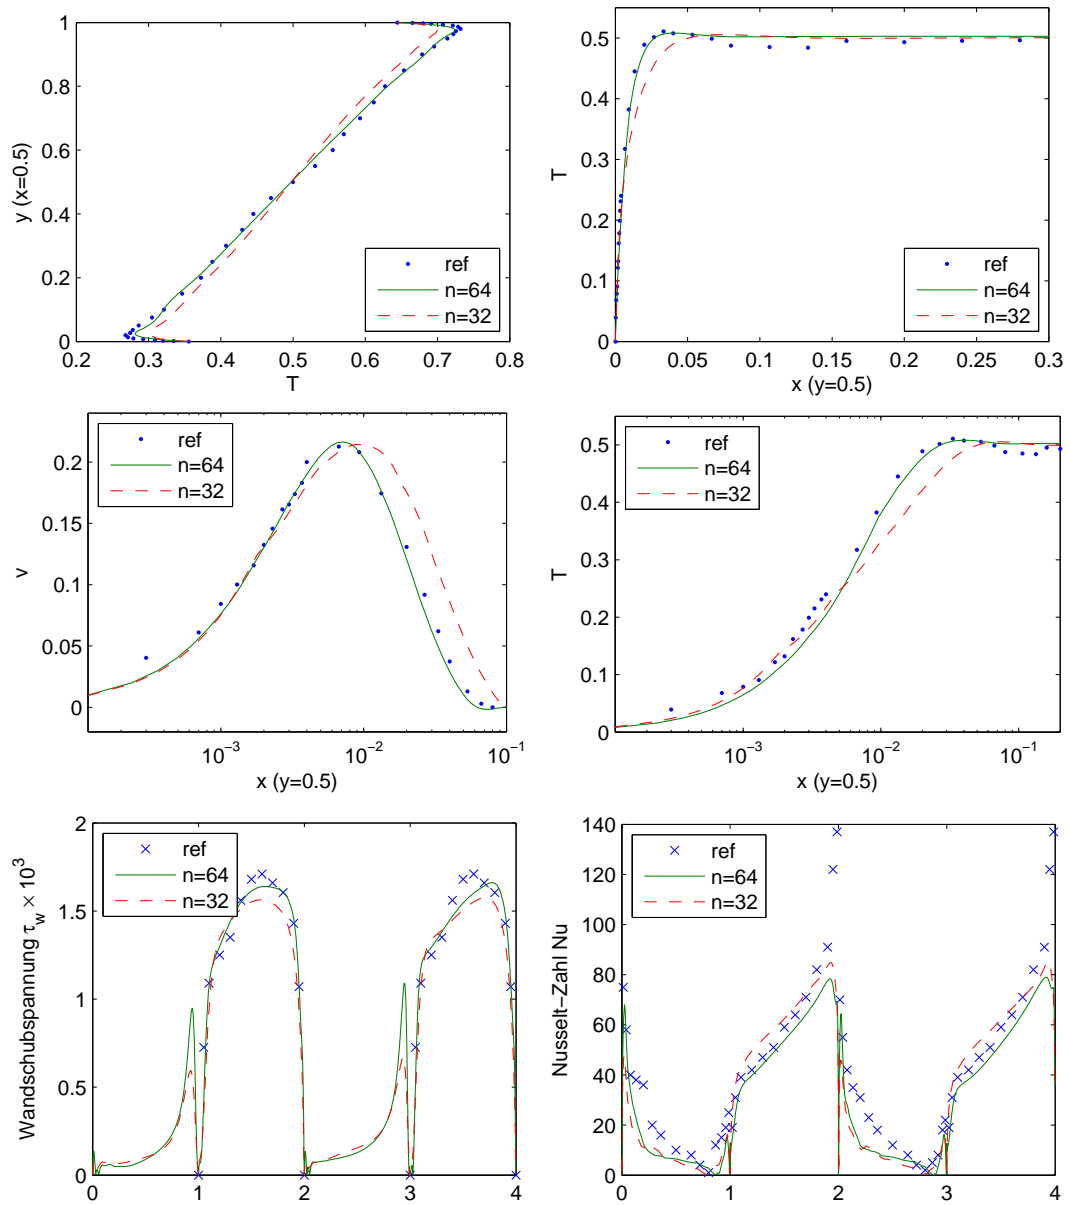 1
0.8
0.6
0.4
0.2
0
y (x=0.5)
0.2 0.3 0.4 0.5 0.6 0.7 0.8
T
ref
n=64
n=32
0.5
0.4
0.3
0.2
0.1
0
T
0 0.05 0.1 0.15 0.2 0.25 0.3
x (y=0.5)
ref
n=64
n=32
0.2
0.15
0.1
0.05
0
v
10⁻³ 10⁻² 10⁻¹
x (y=0.5)
ref
n=64
n=32
0.5
0.4
0.3
0.2
0.1
0
T
10⁻³ 10⁻² 10⁻¹
x (y=0.5)
ref
n=64
n=32
2
1.5
1
0.5
0
Wandschubspannung τ_w × 10³
0 1 2 3 4
ref
n=64
n=32
140
120
100
80
60
40
20
0
Nusselt−Zahl Nu
0 1 2 3 4
ref
n=64
n=32